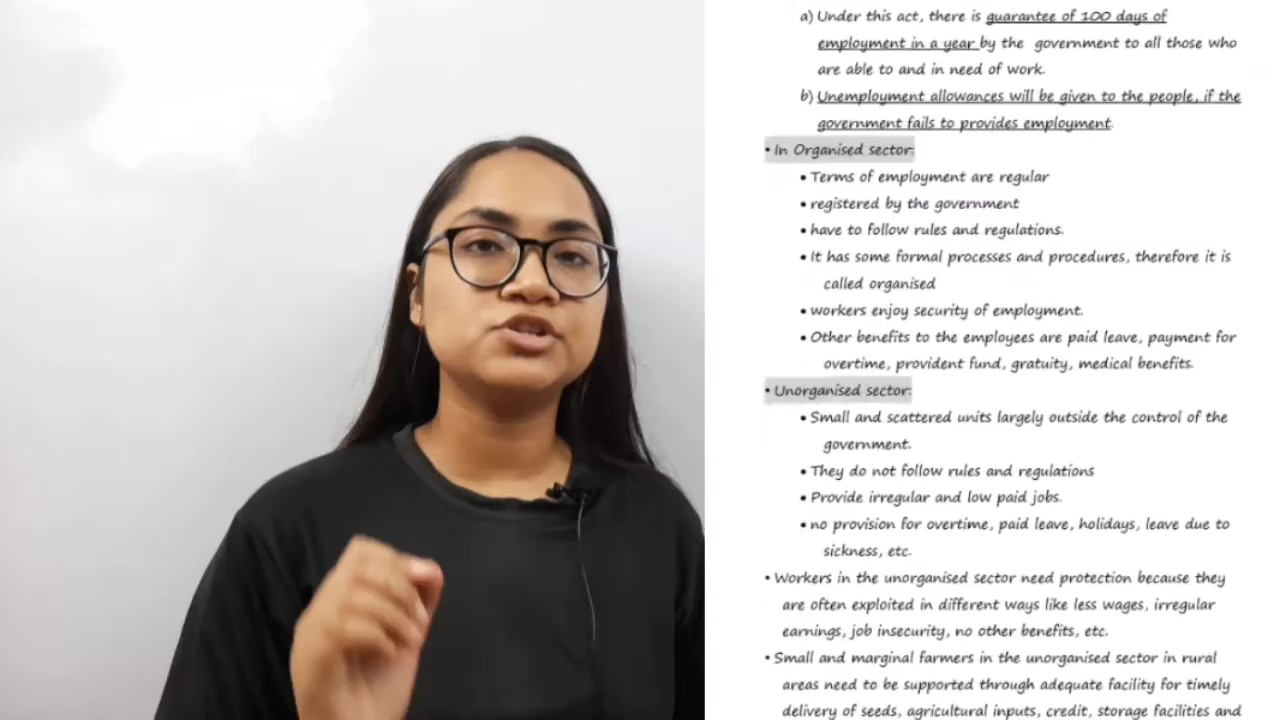 a) Under this act, there is guarantee of 100 days of
employment in a year by the government to all those who
are able to and in need of work.
b) Unemployment allowances will be given to the people, if the
government fails to provides employment.
• In Organised sector:
• Terms of employment are regular
• registered by the government
• have to follow rules and regulations.
• It has some formal processes and procedures, therefore it is
called organised
• workers enjoy security of employment.
• Other benefits to the employees are paid leave, payment for
overtime, provident fund, gratuity, medical benefits.
• Unorganised sector:
• Small and scattered units largely outside the control of the
government.
• They do not follow rules and regulations
• Provide irregular and low paid jobs.
• no provision for overtime, paid leave, holidays, leave due to
sickness, etc.
• Workers in the unorganised sector need protection because they
are often exploited in different ways like less wages, irregular
earnings, job insecurity, no other benefits, etc.
• Small and marginal farmers in the unorganised sector in rural
areas need to be supported through adequate facility for timely
delivery of seeds, agricultural inputs, credit, storage facilities and